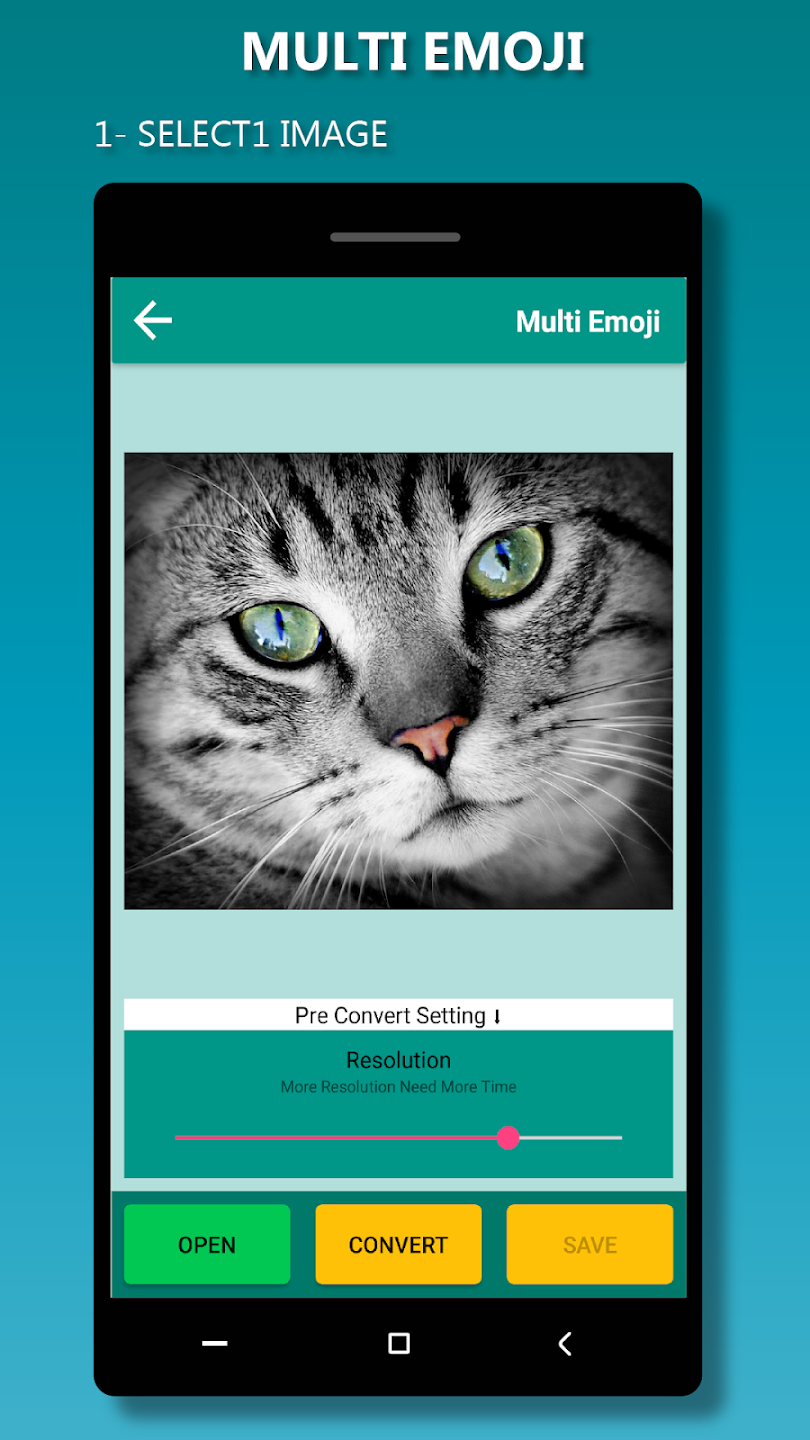 MULTI EMOJI
1- SELECT1 IMAGE
Multi Emoji
Pre Convert Setting ⬇
Resolution
More Resolution Need More Time
OPEN
CONVERT
SAVE